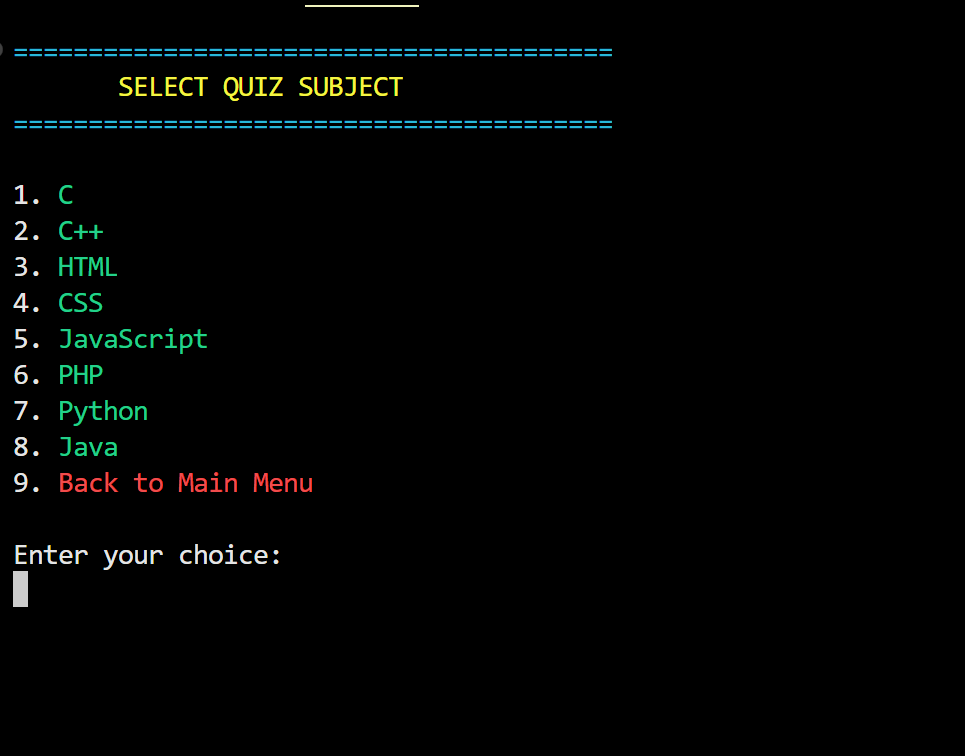 ========================================
SELECT QUIZ SUBJECT
========================================
1. C
2. C++
3. HTML
4. CSS
5. JavaScript
6. PHP
7. Python
8. Java
9. Back to Main Menu
Enter your choice: